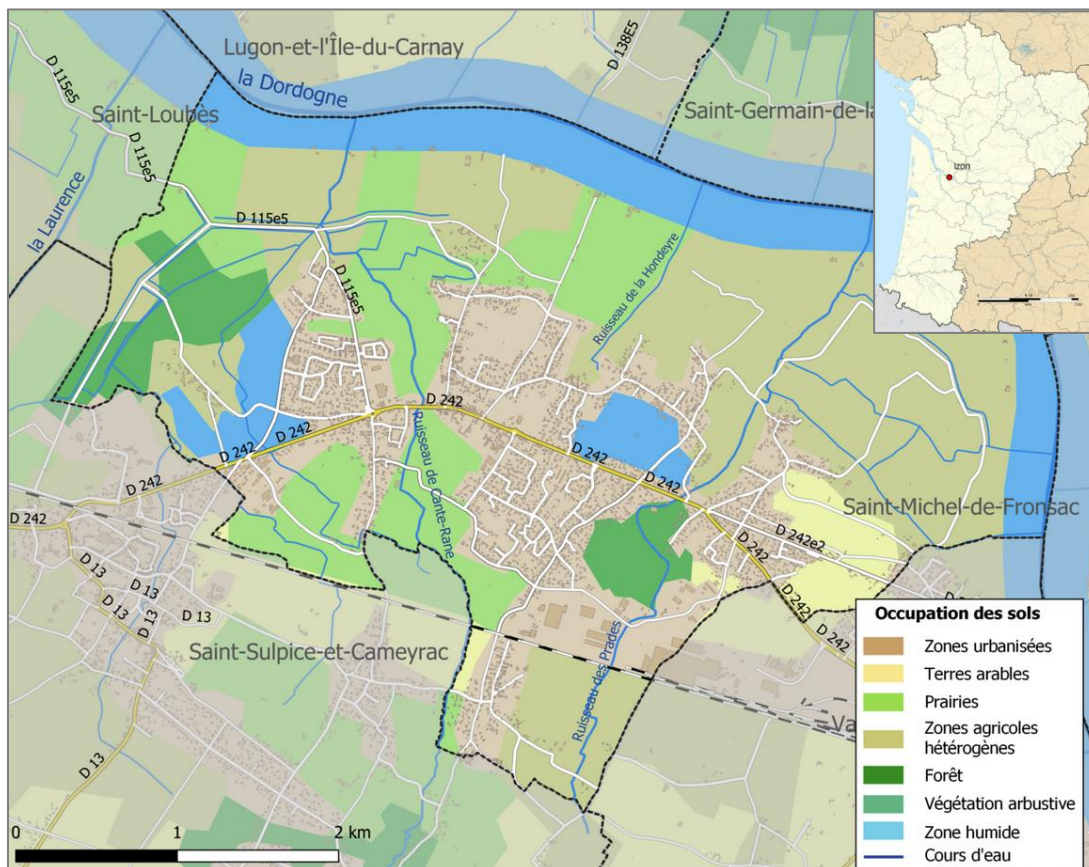 Lugon-et-l'Île-du-Carnay
D 138E5
la Dordogne
D 115e5
Saint-Loubès
Saint-Germain-de-la
D 115e5
Izon
la Laurence
D 115e5
D 115e5
Ruisseau de la Hondeyre
D 242
D 242
D 242
D 242
D 242
D 242
Ruisseau de Cante-Rane
Saint-Michel-de-Fronsac
D 242e2
D 242
D 242
D 242
D 13
D 13
D 13
D 13
D 13
Saint-Sulpice-et-Cameyrac
Ruisseau des Prades
Va
D 13
Occupation des sols
Zones urbanisées
Terres arables
Prairies
Zones agricoles
hétérogènes
Forêt
Végétation arbustive
Zone humide
Cours d'eau
0 1 2 km